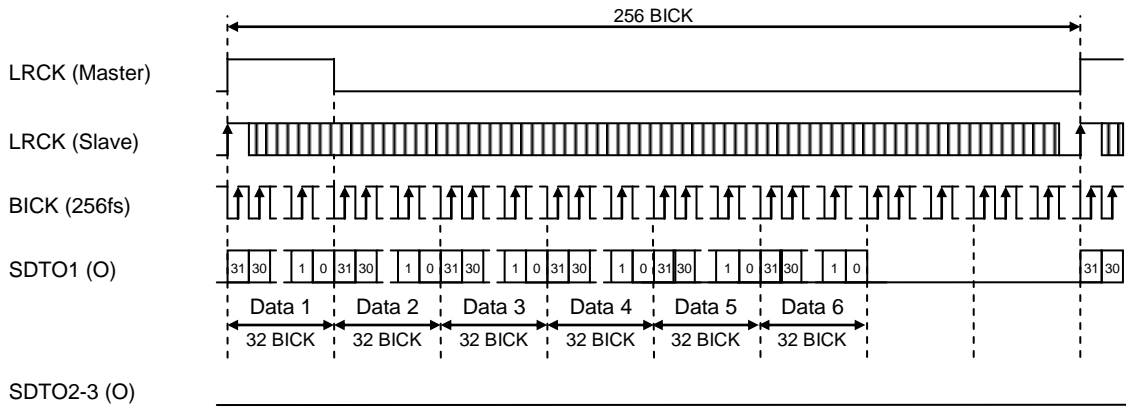 256 BICK
LRCK (Master)
LRCK (Slave)
BICK (256fs)
SDTO1 (O)
31 30 1 0 31 30 1 0 31 30 1 0 31 30 1 0 31 30 1 0 31 30 1 0 31 30
Data 1 Data 2 Data 3 Data 4 Data 5 Data 6
32 BICK 32 BICK 32 BICK 32 BICK 32 BICK 32 BICK
SDTO2-3 (O)